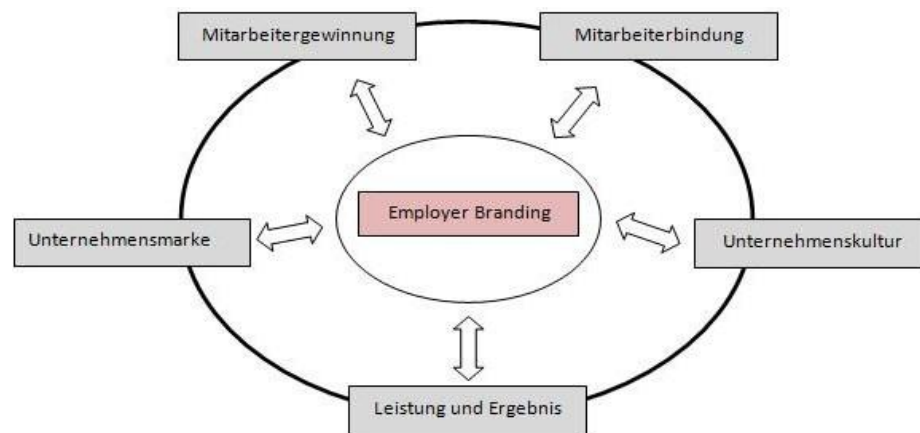 Mitarbeitergewinnung
Mitarbeiterbindung
Employer Branding
Unternehmensmarke
Unternehmenskultur
Leistung und Ergebnis